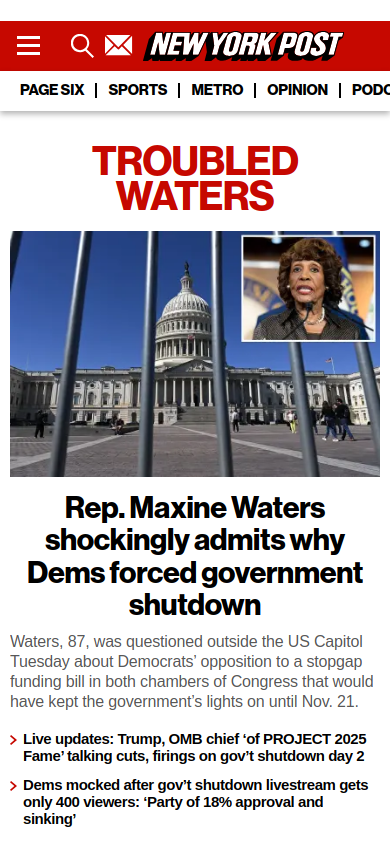 NEW YORK POST
PAGE SIX
SPORTS
METRO
OPINION
PODC
TROUBLED
WATERS
Rep. Maxine Waters
shockingly admits why
Dems forced government
shutdown
Waters, 87, was questioned outside the US Capitol
Tuesday about Democrats’ opposition to a stopgap
funding bill in both chambers of Congress that would
have kept the government’s lights on until Nov. 21.
Live updates: Trump, OMB chief ‘of PROJECT 2025
Fame’ talking cuts, firings on gov’t shutdown day 2
Dems mocked after gov’t shutdown livestream gets
only 400 viewers: ‘Party of 18% approval and
sinking’